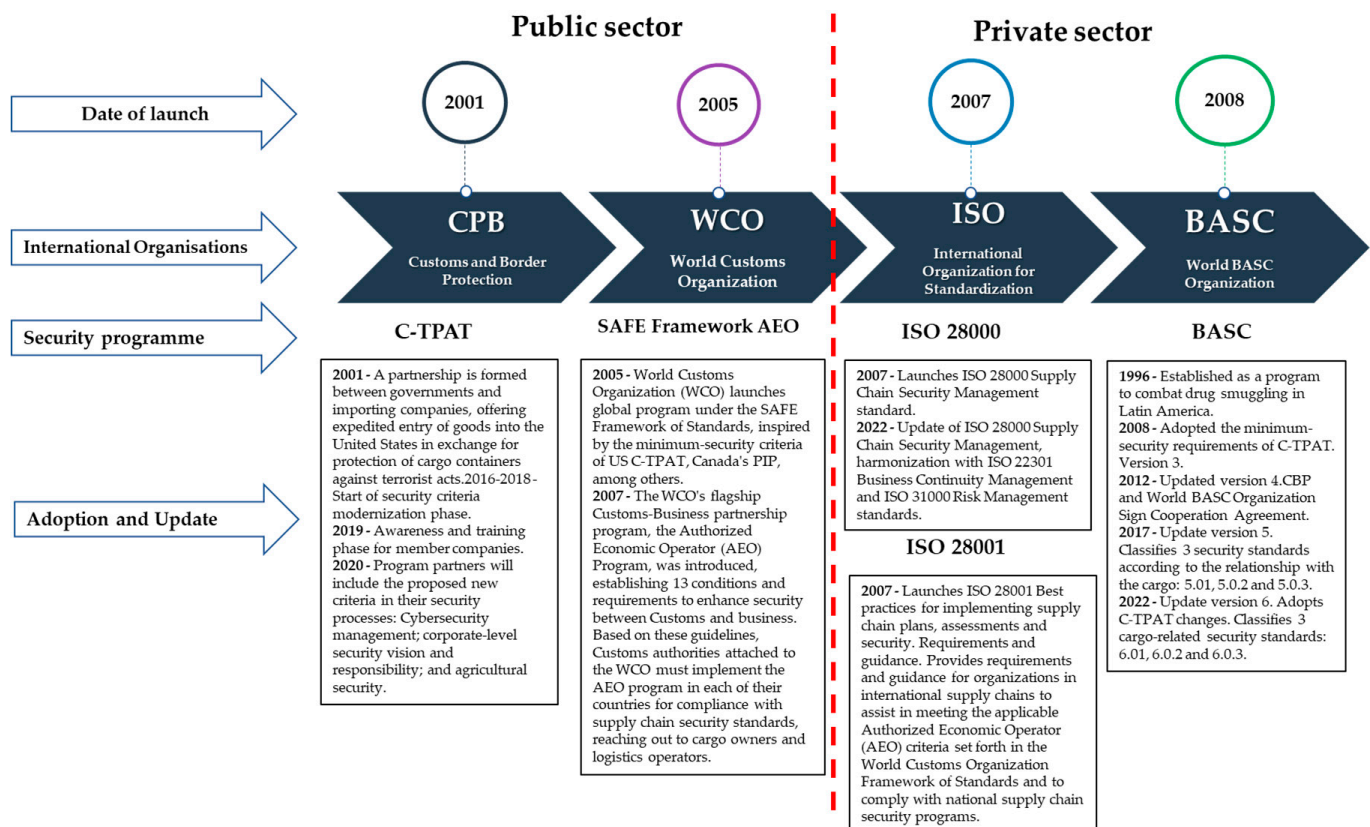 Public sector
Private sector
Date of launch
2001
2005
2007
2008
International Organisations
CPB
Customs and Border
Protection
WCO
World Customs
Organization
ISO
International
Organization for
Standardization
BASC
World BASC
Organization
Security programme
C-TPAT
SAFE Framework AEO
ISO 28000
BASC
Adoption and Update
2001 - A partnership is formed
between governments and
importing companies, offering
expedited entry of goods into the
United States in exchange for
protection of cargo containers
against terrorist acts.2016-2018-
Start of security criteria
modernization phase.
2019 - Awareness and training
phase for member companies.
2020 - Program partners will
include the proposed new
criteria in their security
processes: Cybersecurity
management; corporate-level
security vision and
responsibility; and agricultural
security.
2005 - World Customs
Organization (WCO) launches
global program under the SAFE
Framework of Standards, inspired
by the minimum-security criteria
of US C-TPAT, Canada's PIP,
among others.
2007 - The WCO's flagship
Customs-Business partnership
program, the Authorized
Economic Operator (AEO)
Program, was introduced,
establishing 13 conditions and
requirements to enhance security
between Customs and business.
Based on these guidelines,
Customs authorities attached to
the WCO must implement the
AEO program in each of their
countries for compliance with
supply chain security standards,
reaching out to cargo owners and
logistics operators.
2007 - Launches ISO 28000 Supply
Chain Security Management
standard.
2022 - Update of ISO 28000 Supply
Chain Security Management,
harmonization with ISO 22301
Business Continuity Management
and ISO 31000 Risk Management
standards.
ISO 28001
2007 - Launches ISO 28001 Best
practices for implementing supply
chain plans, assessments and
security. Requirements and
guidance. Provides requirements
and guidance for organizations in
international supply chains to
assist in meeting the applicable
Authorized Economic Operator
(AEO) criteria set forth in the
World Customs Organization
Framework of Standards and to
comply with national supply chain
security programs.
1996 - Established as a program
to combat drug smuggling in
Latin America.
2008 - Adopted the minimum-
security requirements of C-TPAT.
Version 3.
2012 - Updated version 4.CBP
and World BASC Organization
Sign Cooperation Agreement.
2017 - Update version 5.
Classifies 3 security standards
according to the relationship with
the cargo: 5.01, 5.0.2 and 5.0.3.
2022 - Update version 6. Adopts
C-TPAT changes. Classifies 3
cargo-related security standards:
6.01, 6.0.2 and 6.0.3.